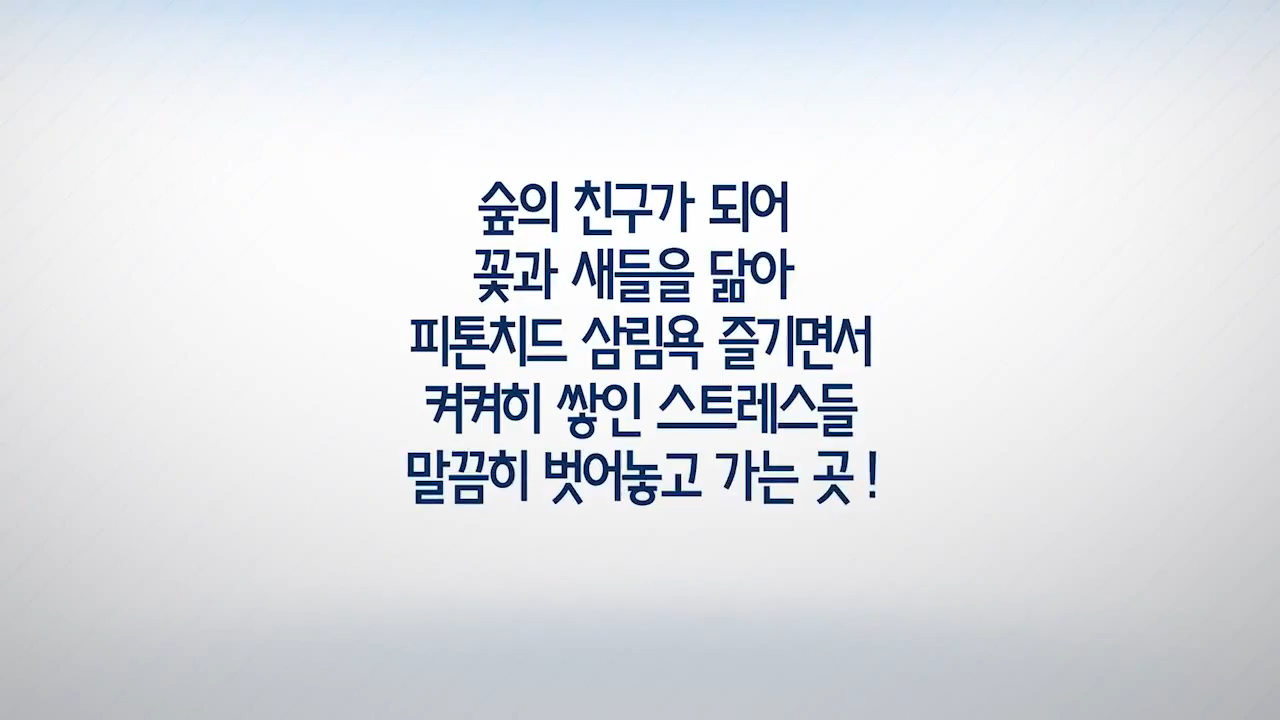 숲의 친구가 되어
꽃과 새들을 닮아
피톤치드 삼림욕 즐기면서
켜켜히 쌓인 스트레스들
말끔히 벗어놓고 가는 곳 !